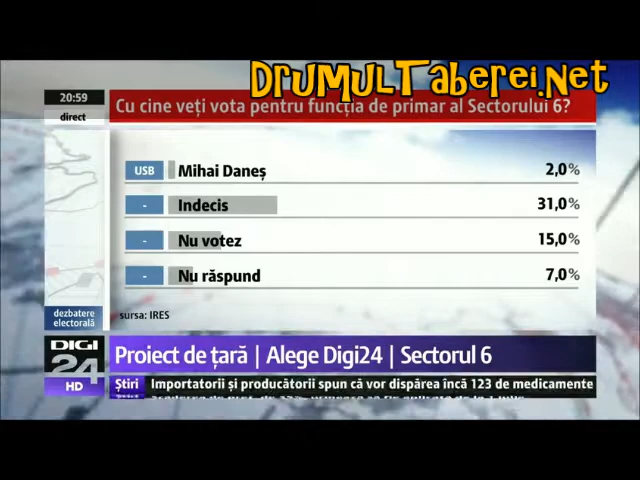 DRUMULTaberei.Net
20:59
direct
Cu cine veți vota pentru funcția de primar al Sectorului 6?
USB Mihai Daneș 2,0%
- Indecis 31,0%
- Nu votez 15,0%
- Nu răspund 7,0%
sursa: IRES
dezbatere
electorală
DIGI
24
HD
Proiect de țară | Alege Digi24 | Sectorul 6
Știri Importatorii și producătorii spun că vor dispărea încă 123 de medicamente